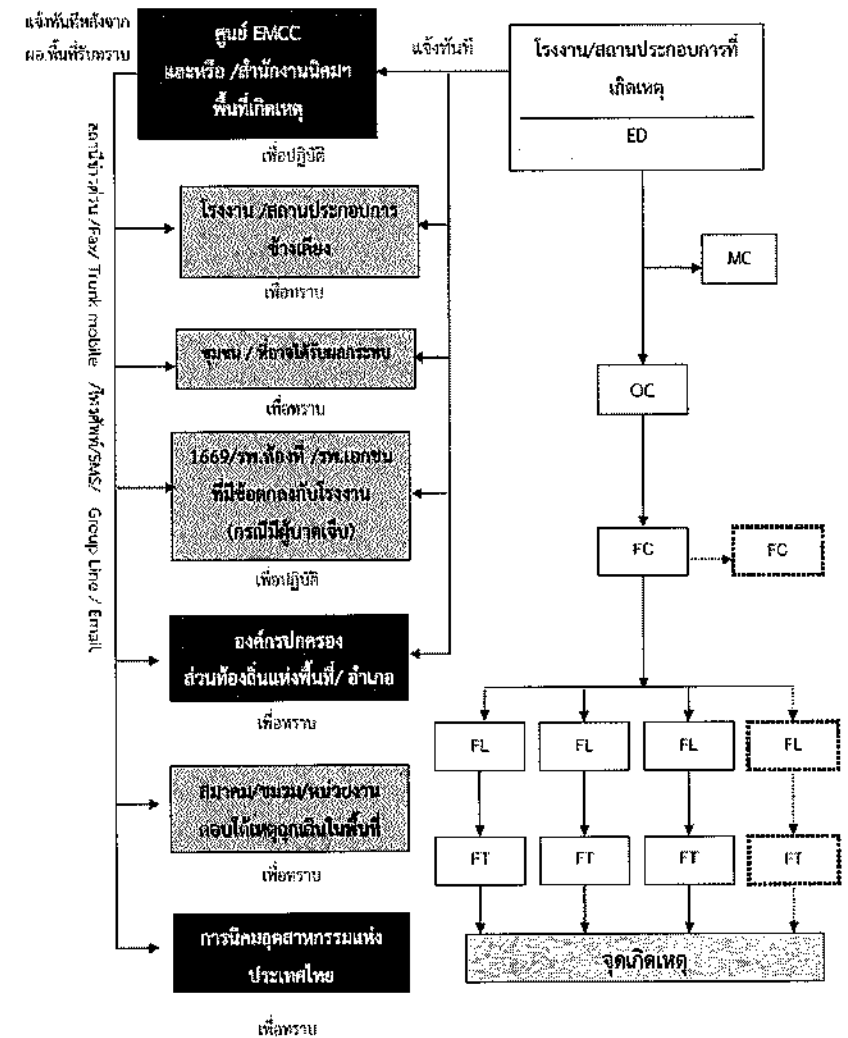 แจ้งทันทีหลังจาก
ผอ.พื้นที่รับทราบ
ศูนย์ EMCC
และหรือ /สำนักงานนิคมฯ
พื้นที่เกิดเหตุ
เพื่อปฏิบัติ
แจ้งทันที
โรงงาน/สถานประกอบการที่
เกิดเหตุ
ED
MC
OC
FC
FC
FL
FL
FL
FL
FT
FT
FT
FT
จุดเกิดเหตุ
โรงงาน /สถานประกอบการ
ข้างเคียง
เพื่อทราบ
ชุมชน / ที่อาจได้รับผลกระทบ
เพื่อทราบ
1669/รพ.ท้องที่ /รพ.เอกชน
ที่มีข้อตกลงกับโรงงาน
(กรณีมีผู้บาดเจ็บ)
เพื่อปฏิบัติ
องค์กรปกครอง
ส่วนท้องถิ่นแห่งพื้นที่/ อำเภอ
เพื่อทราบ
สมาคม/ชมรม/หน่วยงาน
ตอบโต้เหตุฉุกเฉินในพื้นที่
เพื่อทราบ
การนิคมอุตสาหกรรมแห่ง
ประเทศไทย
เพื่อทราบ
/Fax/ Trunk mobile /โทรศัพท์/SMS/ Group Line / Email